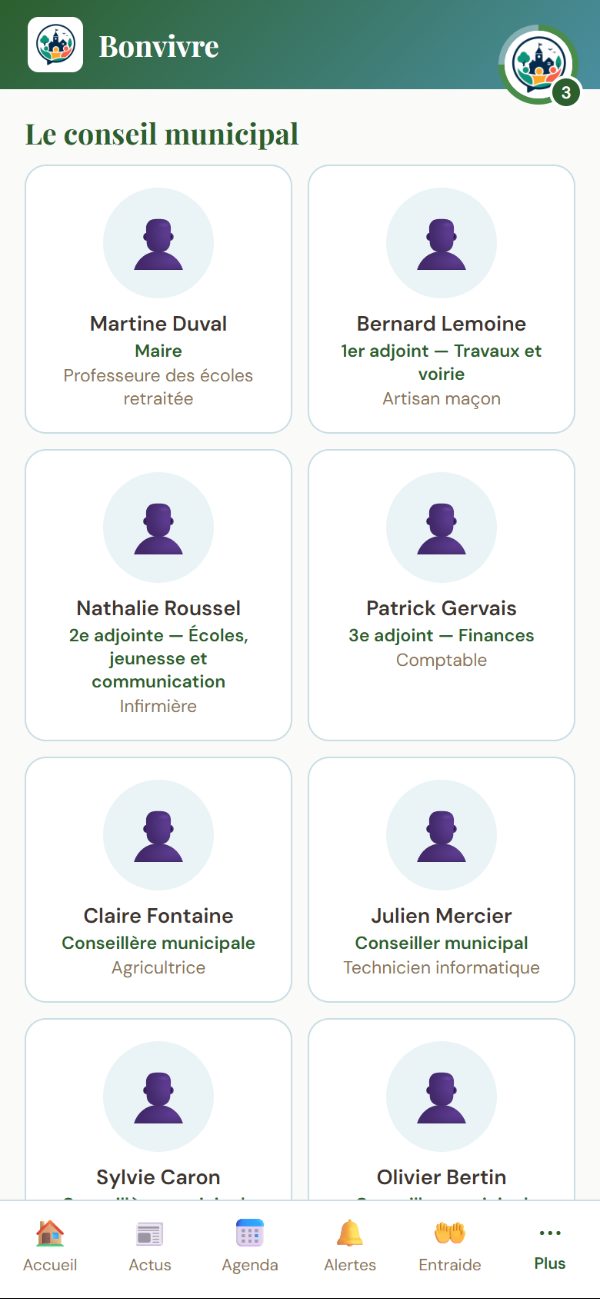 Bonvivre
3
Le conseil municipal
Martine Duval
Maire
Professeure des écoles
retraitée
Bernard Lemoine
1er adjoint — Travaux et
voirie
Artisan maçon
Nathalie Roussel
2e adjointe — Écoles,
jeunesse et
communication
Infirmière
Patrick Gervais
3e adjoint — Finances
Comptable
Claire Fontaine
Conseillère municipale
Agricultrice
Julien Mercier
Conseiller municipal
Technicien informatique
Sylvie Caron
Olivier Bertin
Accueil
Actus
Agenda
Alertes
Entraide
Plus